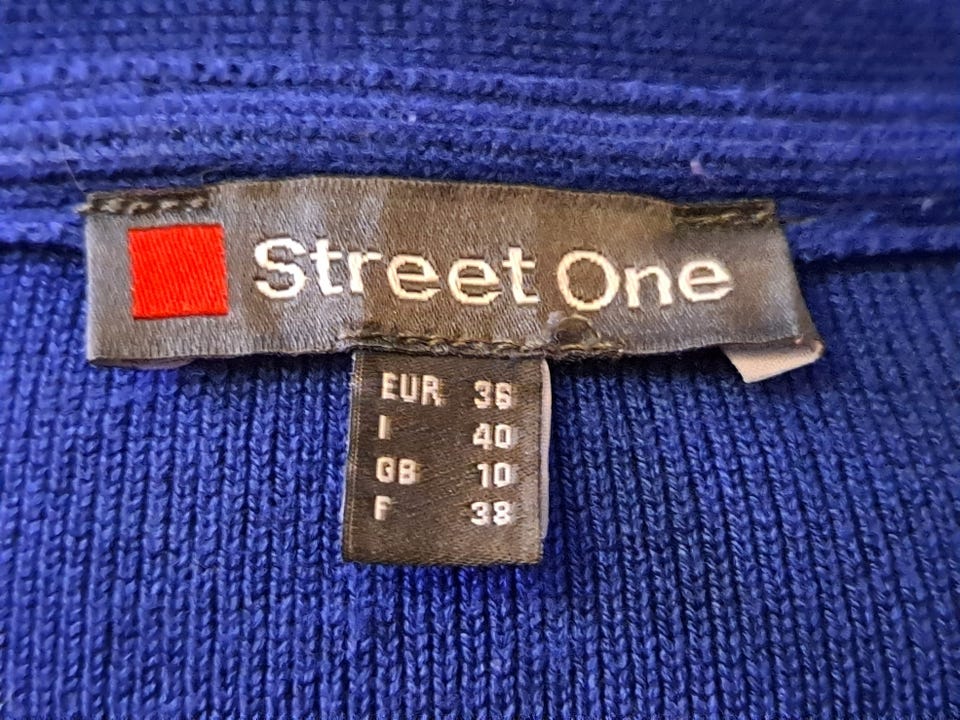 Street One
EUR 36
I 40
GB 10
F 38